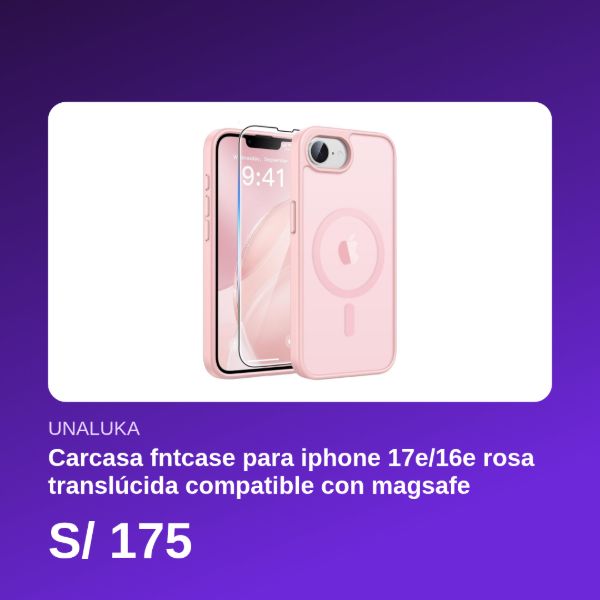 9:41
UNALUKA
Carcasa fntcase para iphone 17e/16e rosa
translúcida compatible con magsafe
S/ 175